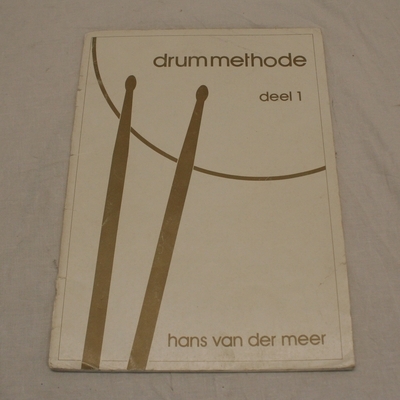 drummethode
deel 1
hans van der meer